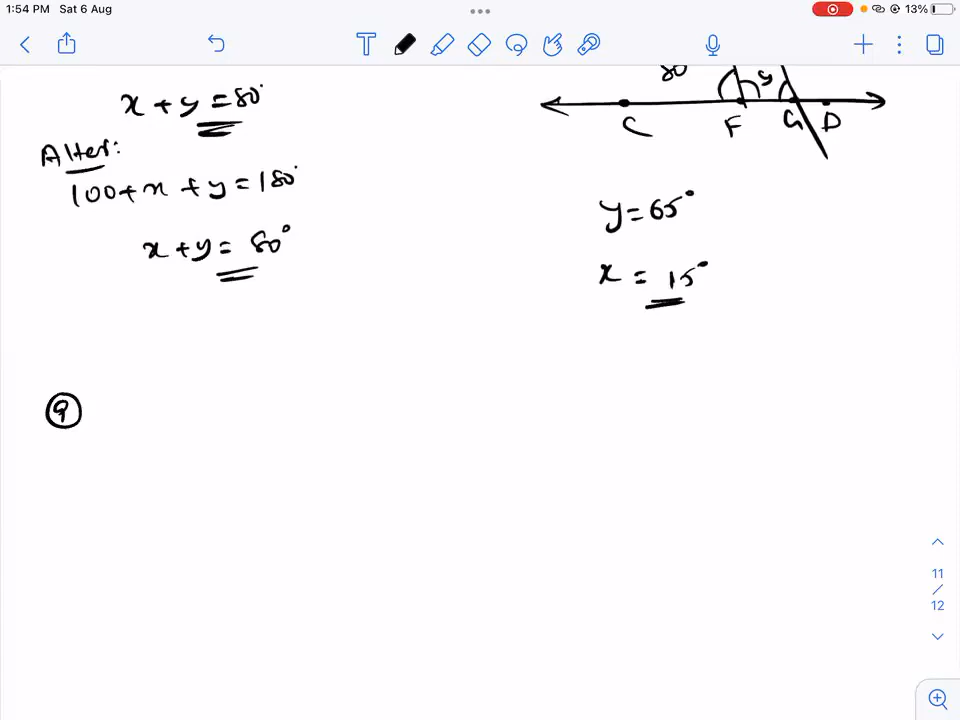 1:54 PM Sat 6 Aug
13%
T
x + y = 80°
Alter:
100 + x + y = 180°
x + y = 80°
80
y
C F G D
y = 65°
x = 15°
9
11
/
12